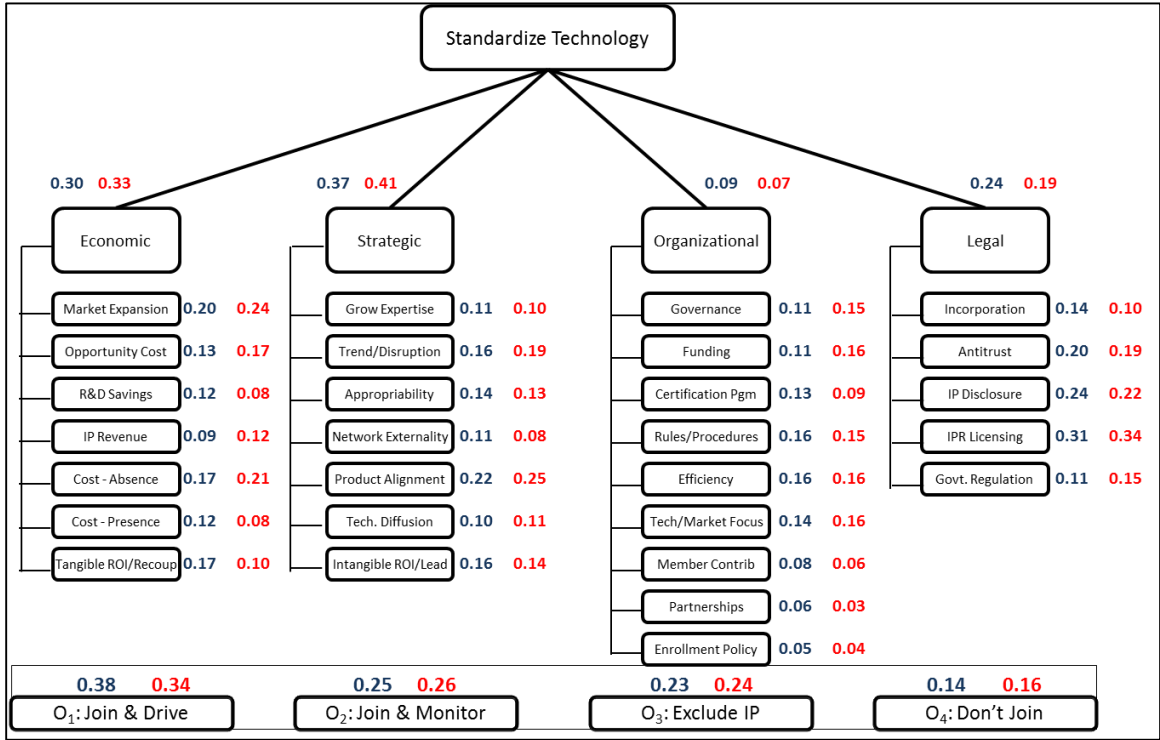 Standardize Technology
0.30 0.33
0.37 0.41
0.09 0.07
0.24 0.19
Economic
Market Expansion 0.20 0.24
Opportunity Cost 0.13 0.17
R&D Savings 0.12 0.08
IP Revenue 0.09 0.12
Cost - Absence 0.17 0.21
Cost - Presence 0.12 0.08
Tangible ROI/Recoup 0.17 0.10
Strategic
Grow Expertise 0.11 0.10
Trend/Disruption 0.16 0.19
Appropriability 0.14 0.13
Network Externality 0.11 0.08
Product Alignment 0.22 0.25
Tech. Diffusion 0.10 0.11
Intangible ROI/Lead 0.16 0.14
Organizational
Governance 0.11 0.15
Funding 0.11 0.16
Certification Pgm 0.13 0.09
Rules/Procedures 0.16 0.15
Efficiency 0.16 0.16
Tech/Market Focus 0.14 0.16
Member Contrib 0.08 0.06
Partnerships 0.06 0.03
Enrollment Policy 0.05 0.04
Legal
Incorporation 0.14 0.10
Antitrust 0.20 0.19
IP Disclosure 0.24 0.22
IPR Licensing 0.31 0.34
Govt. Regulation 0.11 0.15
0.38 0.34
O₁: Join & Drive
0.25 0.26
O₂: Join & Monitor
0.23 0.24
O₃: Exclude IP
0.14 0.16
O₄: Don't Join